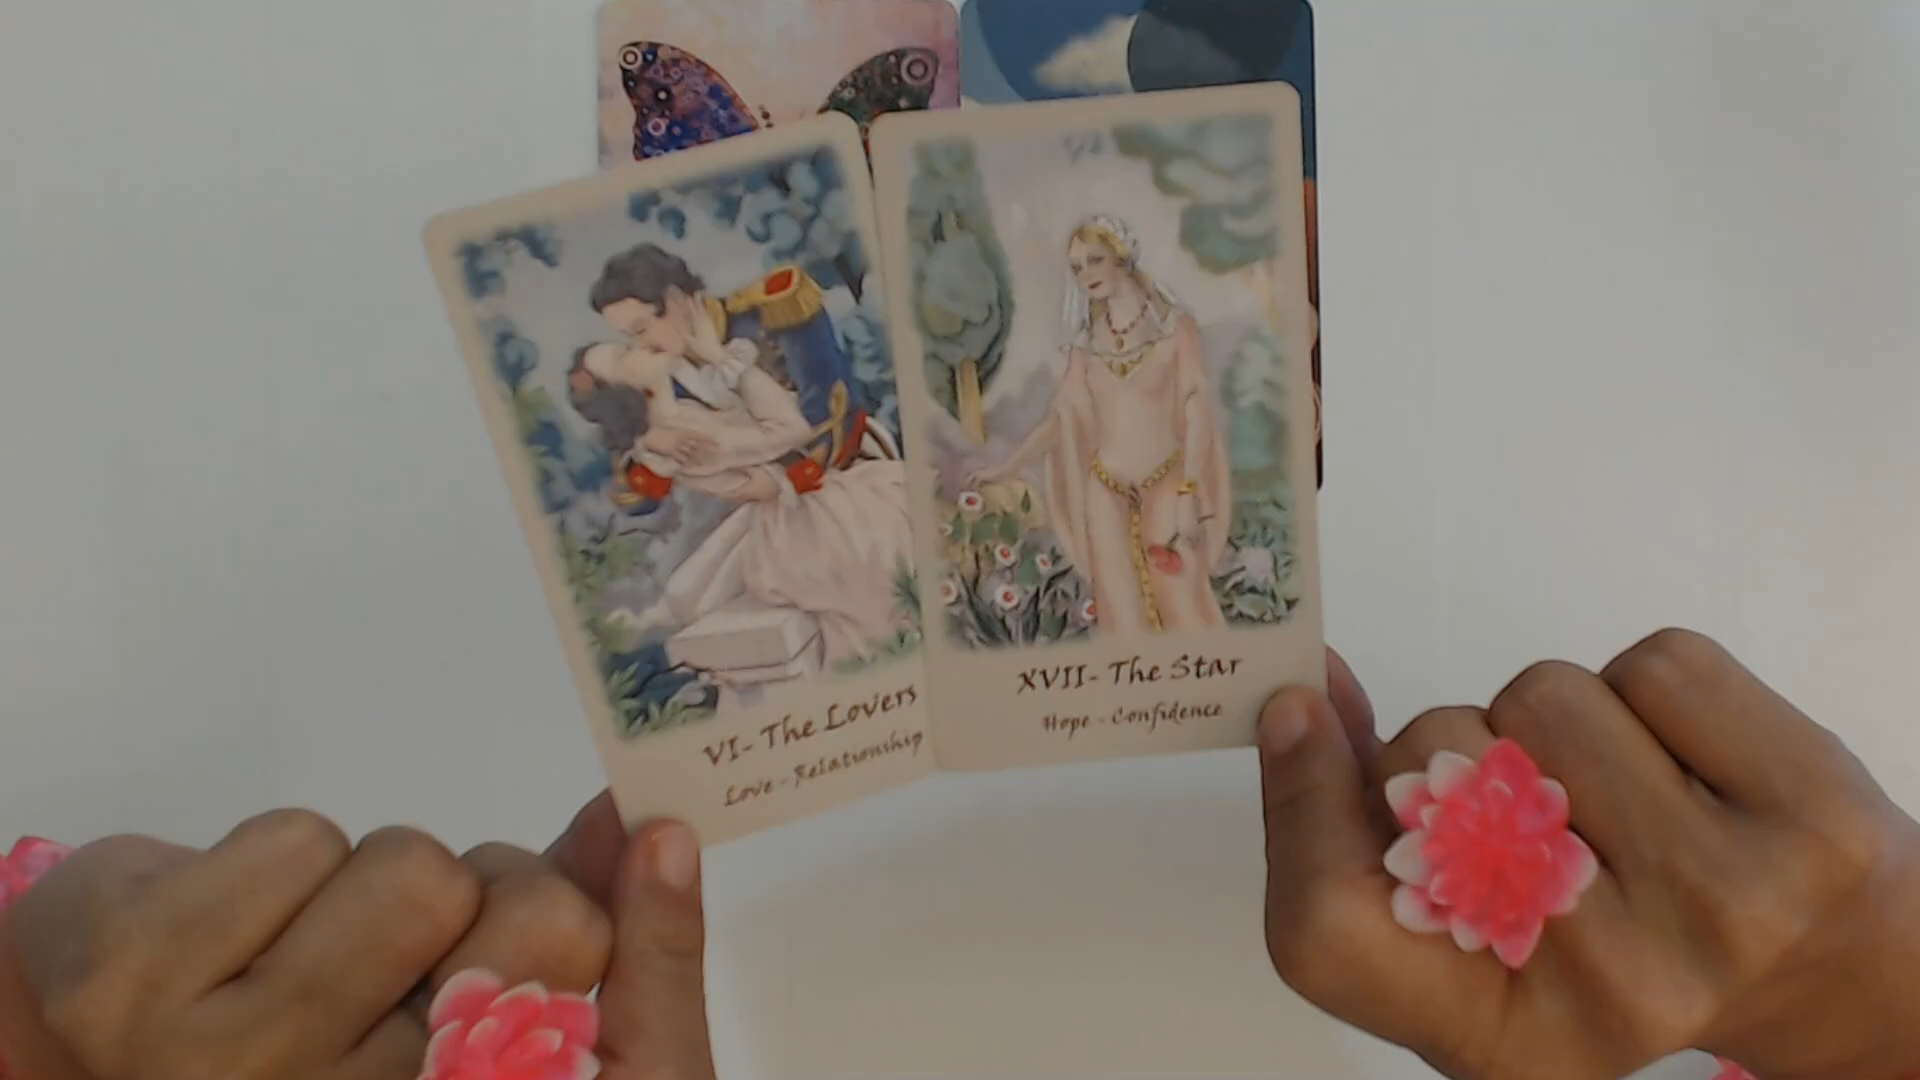 VI- The Lovers
Love - Relationship
XVII- The Star
Hope - Confidence